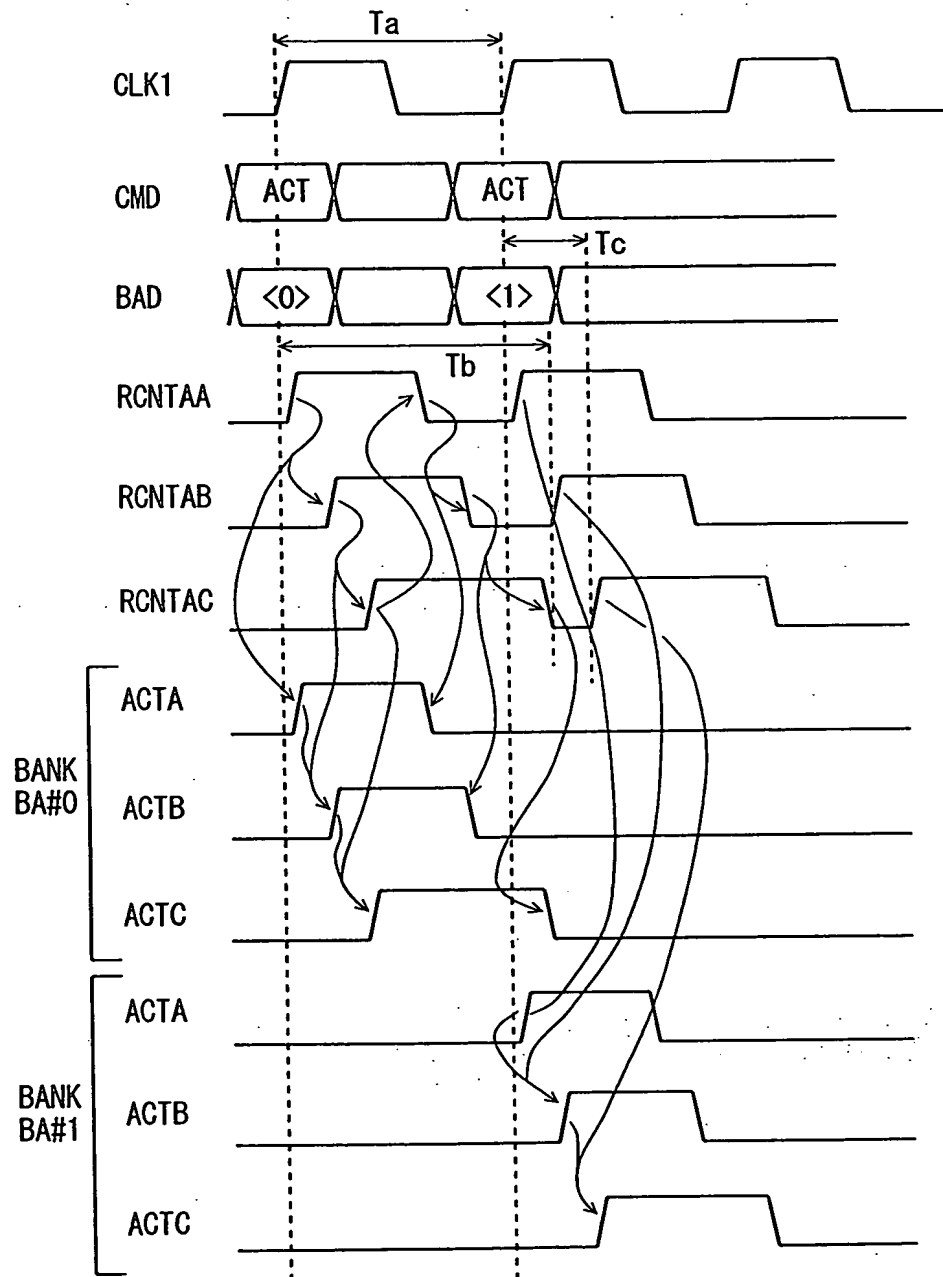 Ta
CLK1
CMD ACT ACT
Tc
BAD <0> <1>
Tb
RCNTAA
RCNTAB
RCNTAC
BANK BA#0
ACTA
ACTB
ACTC
BANK BA#1
ACTA
ACTB
ACTC